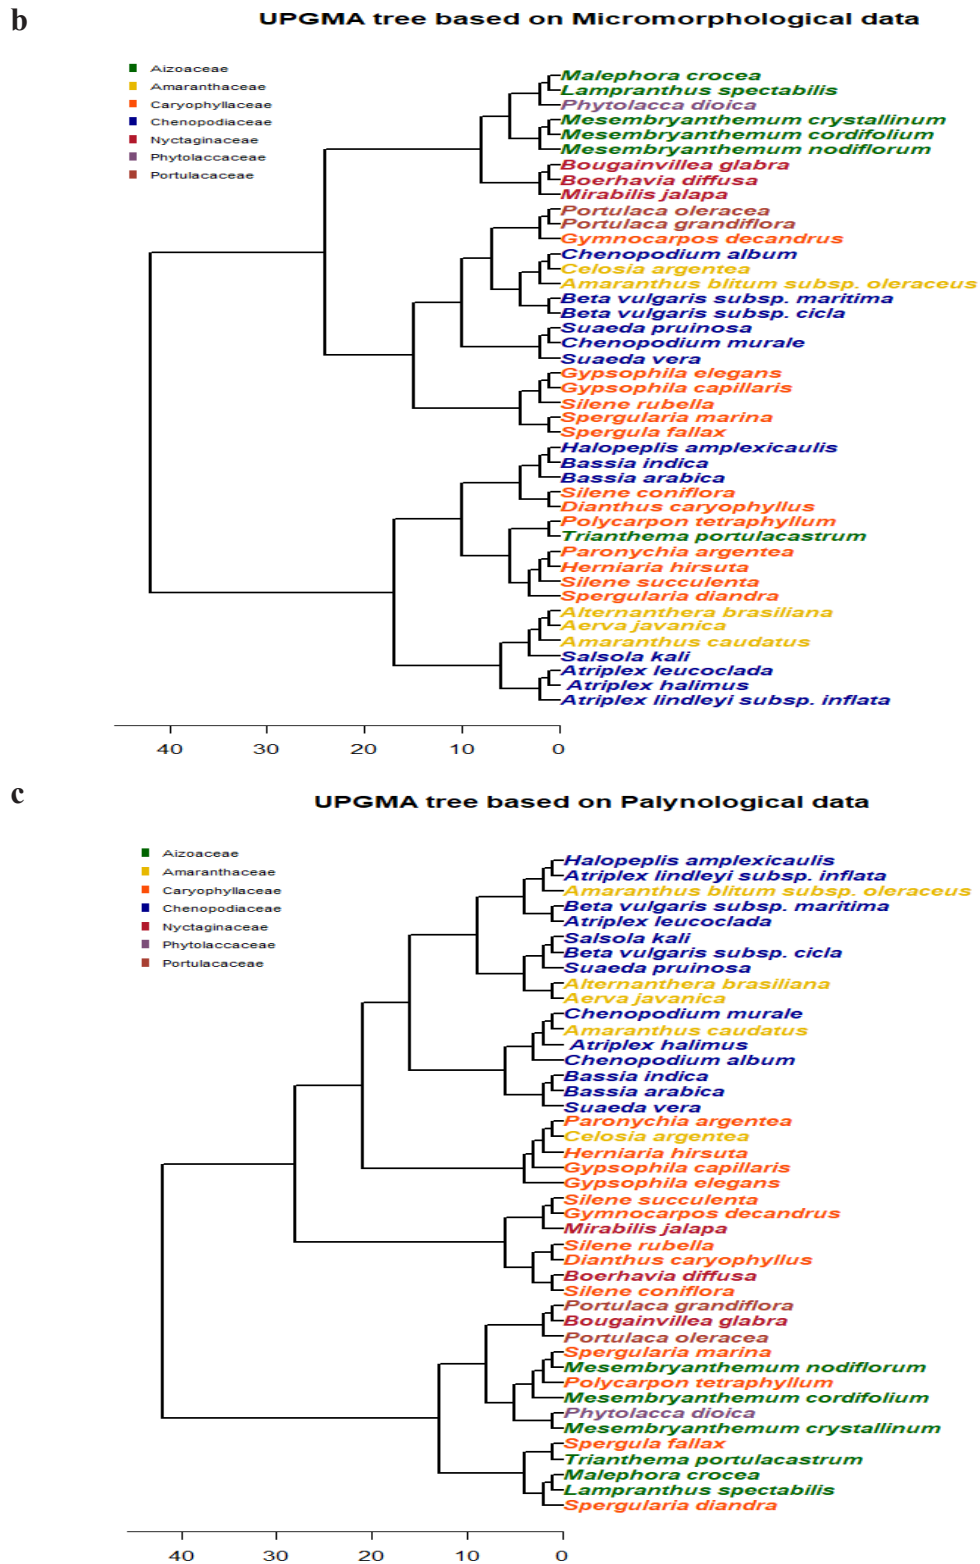 b
UPGMA tree based on Micromorphological data
Aizoaceae
Amaranthaceae
Caryophyllaceae
Chenopodiaceae
Nyctaginaceae
Phytolaccaceae
Portulacaceae
Malephora crocea
Lampranthus spectabilis
Phytolacca dioica
Mesembryanthemum crystallinum
Mesembryanthemum cordifolium
Mesembryanthemum nodiflorum
Bougainvillea glabra
Boerhavia diffusa
Mirabilis jalapa
Portulaca oleracea
Portulaca grandiflora
Gymnocarpos decandrus
Chenopodium album
Celosia argentea
Amaranthus blitum subsp. oleraceus
Beta vulgaris subsp. maritima
Beta vulgaris subsp. cicla
Suaeda pruinosa
Chenopodium murale
Suaeda vera
Gypsophila elegans
Gypsophila capillaris
Silene rubella
Spergularia marina
Spergula fallax
Halopeplis amplexicaulis
Bassia indica
Bassia arabica
Silene coniflora
Dianthus caryophyllus
Polycarpon tetraphyllum
Trianthema portulacastrum
Paronychia argentea
Herniaria hirsuta
Silene succulenta
Spergularia diandra
Alternanthera brasiliana
Aerva javanica
Amaranthus caudatus
Salsola kali
Atriplex leucoclada
Atriplex halimus
Atriplex lindleyi subsp. inflata
40 30 20 10 0
c
UPGMA tree based on Palynological data
Aizoaceae
Amaranthaceae
Caryophyllaceae
Chenopodiaceae
Nyctaginaceae
Phytolaccaceae
Portulacaceae
Halopeplis amplexicaulis
Atriplex lindleyi subsp. inflata
Amaranthus blitum subsp. oleraceus
Beta vulgaris subsp. maritima
Atriplex leucoclada
Salsola kali
Beta vulgaris subsp. cicla
Suaeda pruinosa
Alternanthera brasiliana
Aerva javanica
Chenopodium murale
Amaranthus caudatus
Atriplex halimus
Chenopodium album
Bassia indica
Bassia arabica
Suaeda vera
Paronychia argentea
Celosia argentea
Herniaria hirsuta
Gypsophila capillaris
Gypsophila elegans
Silene succulenta
Gymnocarpos decandrus
Mirabilis jalapa
Silene rubella
Dianthus caryophyllus
Boerhavia diffusa
Silene coniflora
Portulaca grandiflora
Bougainvillea glabra
Portulaca oleracea
Spergularia marina
Mesembryanthemum nodiflorum
Polycarpon tetraphyllum
Mesembryanthemum cordifolium
Phytolacca dioica
Mesembryanthemum crystallinum
Spergula fallax
Trianthema portulacastrum
Malephora crocea
Lampranthus spectabilis
Spergularia diandra
40 30 20 10 0